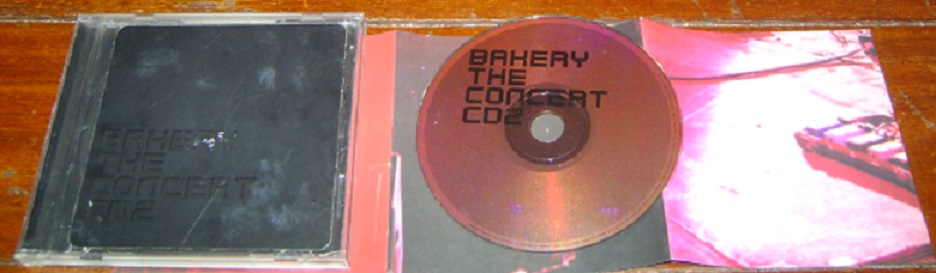 BAKERY
THE
CONCERT
CD2
BAKERY
THE
CONCERT
CD2